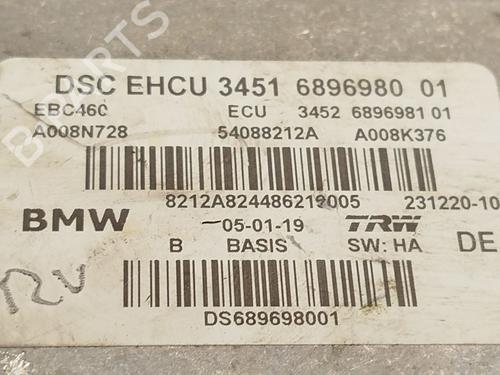 DSC EHCU 3451 6896980 01
EBC460 ECU 3452 6896981 01
A008N728 54088212A A008K376
8212A824486219005 231220-10
BMW 05-01-19 TRW
B BASIS SW: HA DE
12V
DS689698001